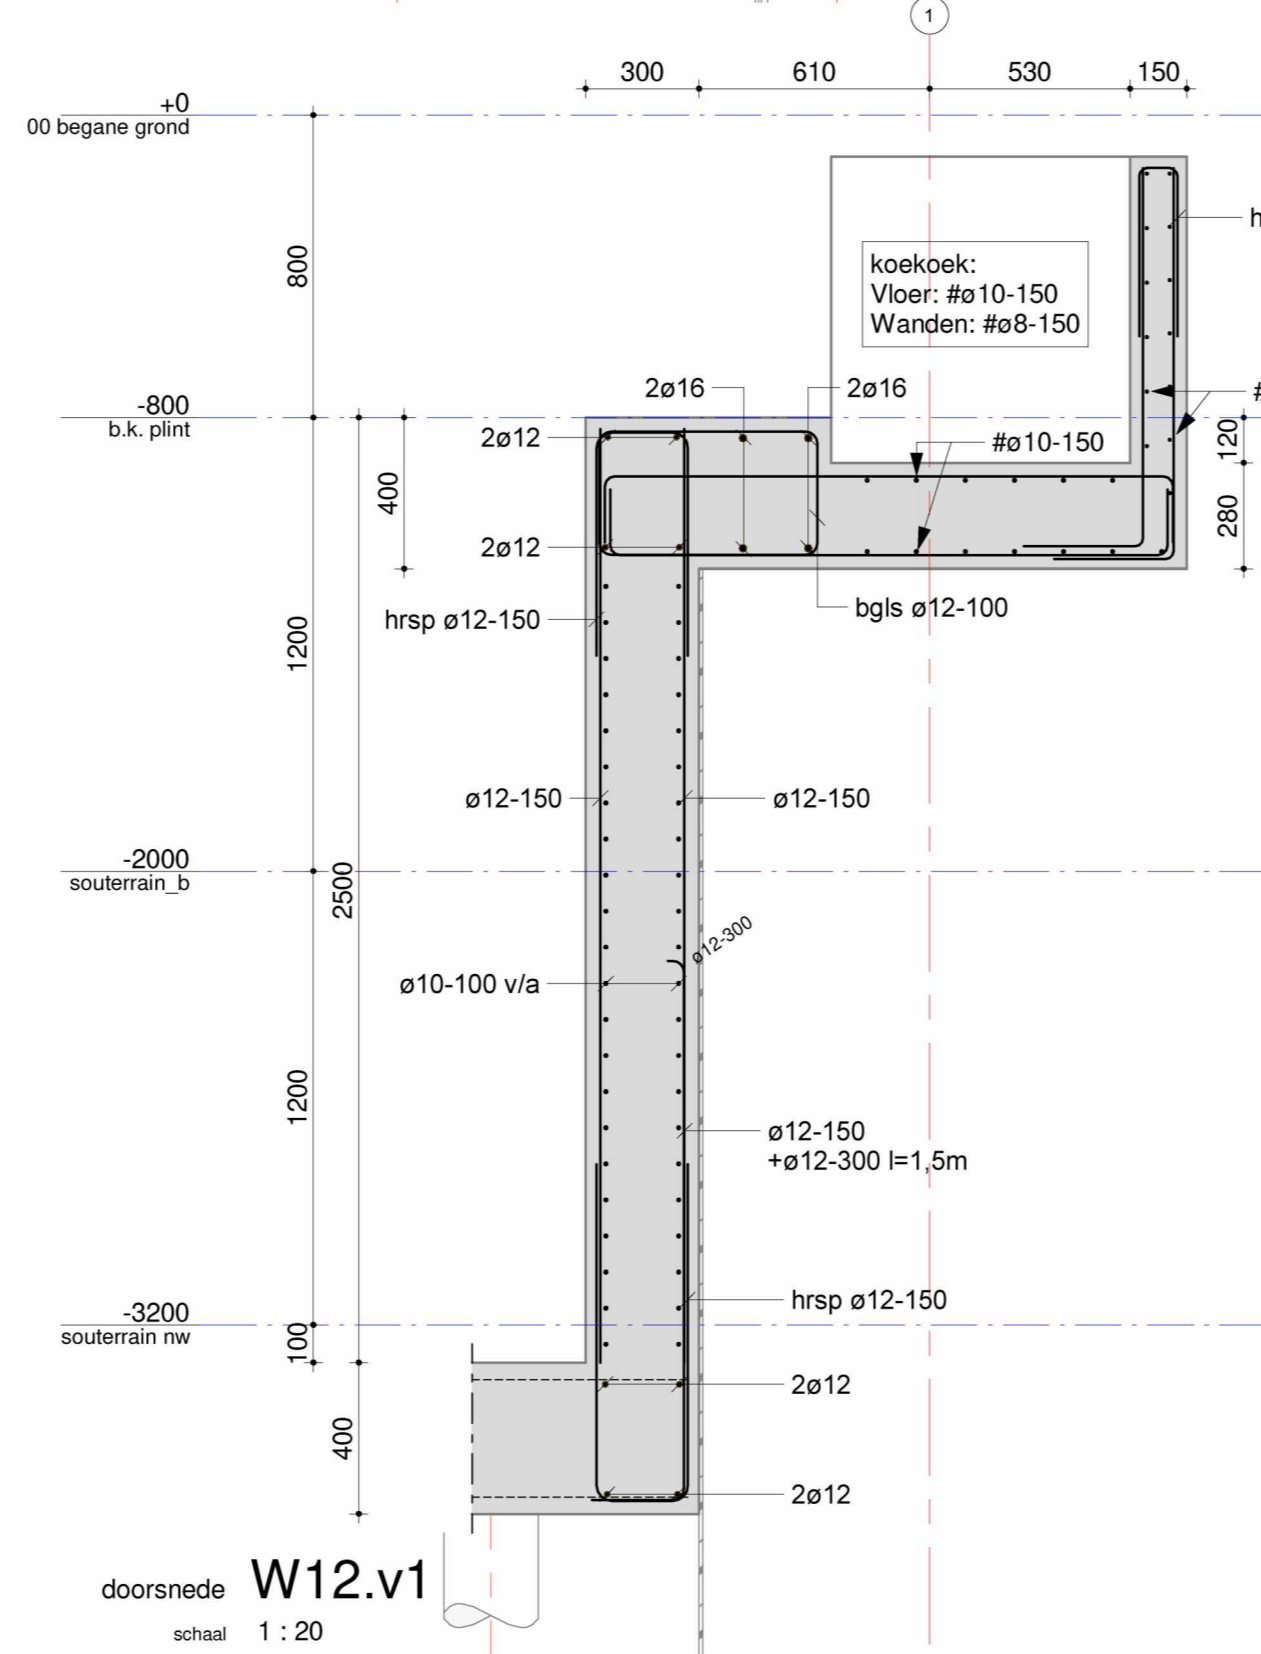 1
300 610 530 150
+0
00 begane grond
800
koekoek:
Vloer: #ø10-150
Wanden: #ø8-150
h
2ø16 2ø16
-800
b.k. plint
2ø12
#ø10-150
#
120
400
280
2ø12
bgls ø12-100
hrsp ø12-150
1200
ø12-150 ø12-150
-2000
souterrain_b
2500
ø12-300
ø10-100 v/a
1200
ø12-150
+ø12-300 l=1,5m
hrsp ø12-150
-3200
souterrain nw
100
2ø12
400
2ø12
doorsnede W12.v1
schaal 1 : 20